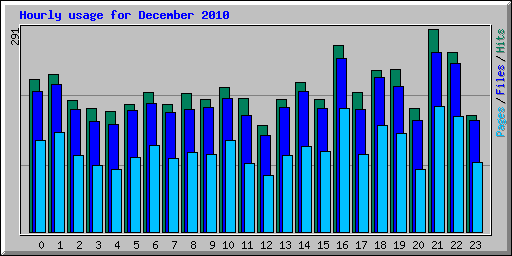 Hourly usage for December 2010
291
Pages / Files / Hits
0 1 2 3 4 5 6 7 8 9 10 11 12 13 14 15 16 17 18 19 20 21 22 23